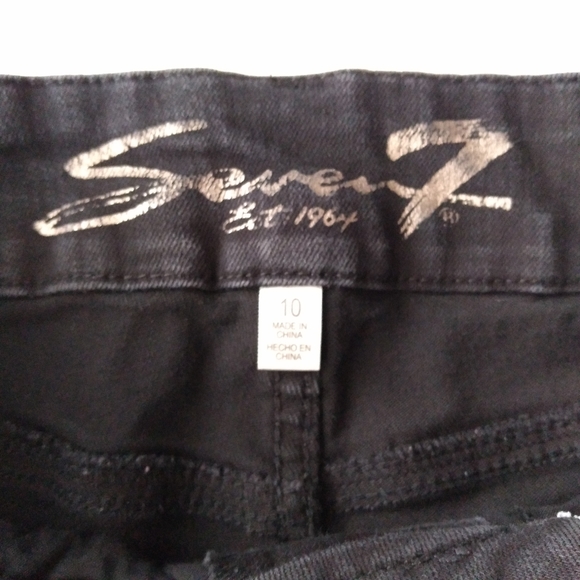 Seven7
Est. 1964 ®
10
MADE IN
CHINA
HECHO EN
CHINA